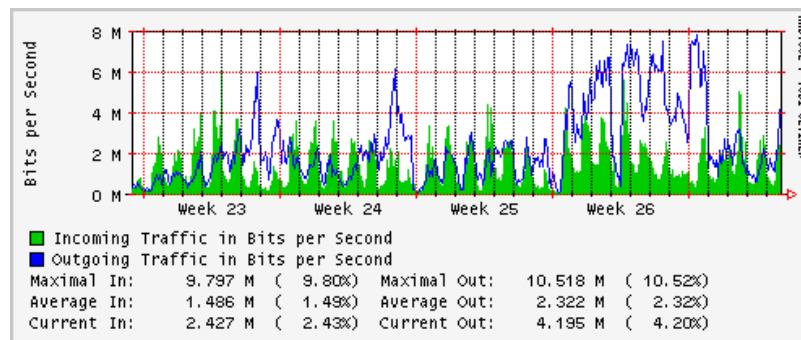 8 M
6 M
4 M
2 M
0 M
Bits per Second
Week 23 Week 24 Week 25 Week 26
Incoming Traffic in Bits per Second
Outgoing Traffic in Bits per Second
Maximal In: 9.797 M ( 9.80%) Maximal Out: 10.518 M ( 10.52%)
Average In: 1.486 M ( 1.49%) Average Out: 2.322 M ( 2.32%)
Current In: 2.427 M ( 2.43%) Current Out: 4.195 M ( 4.20%)